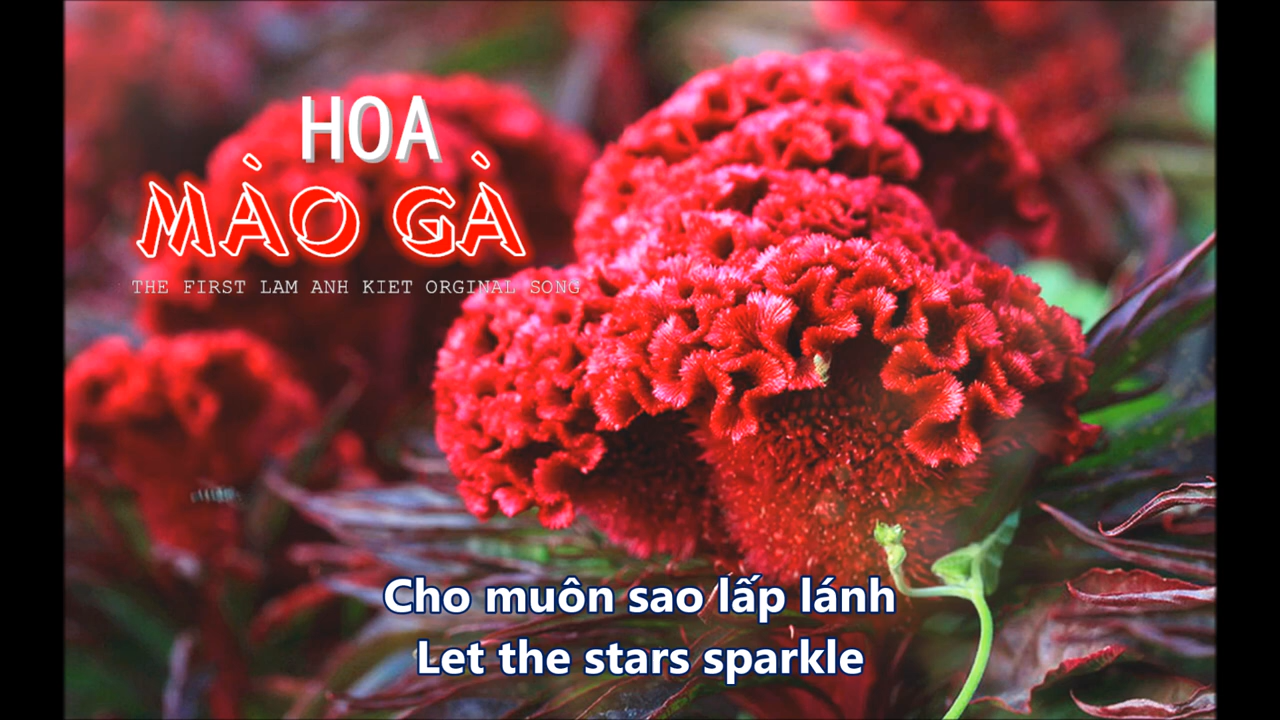 HOA
MÀO GÀ
THE FIRST LAM ANH KIET ORGINAL SONG
Cho muôn sao lấp lánh
Let the stars sparkle